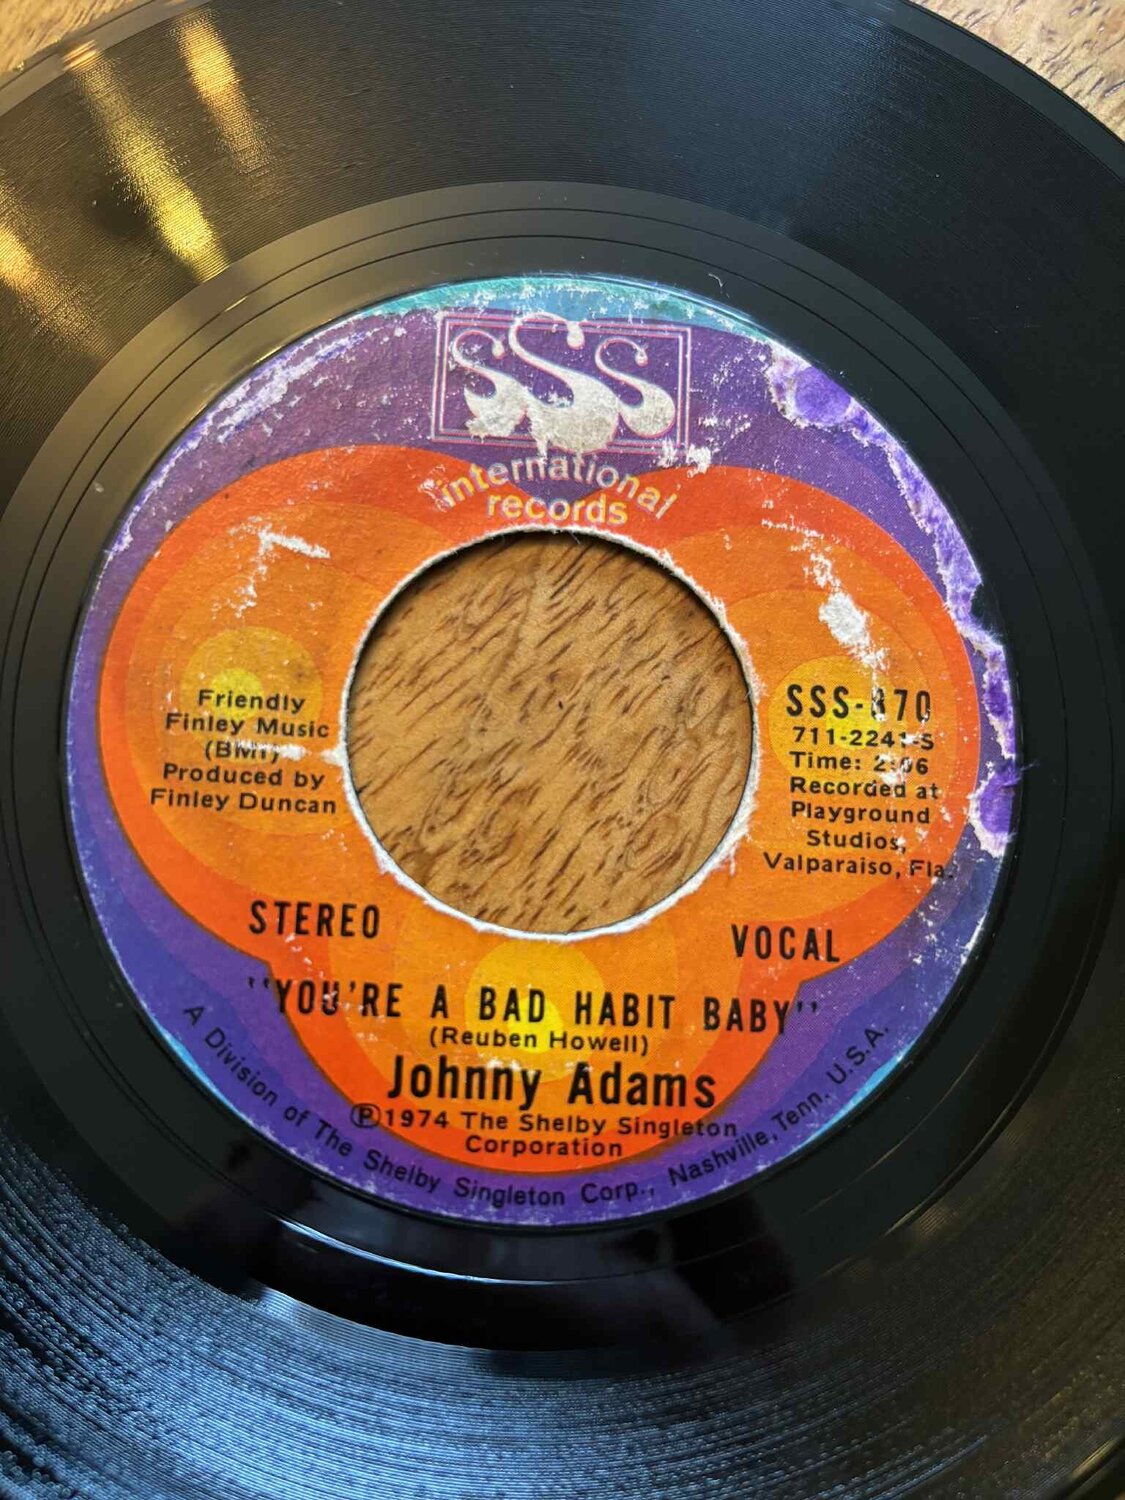 SSS
international
records
Friendly
Finley Music
(BMI)
Produced by
Finley Duncan
SSS-870
711-2241-S
Time: 2:06
Recorded at
Playground
Studios,
Valparaiso, Fla.
STEREO
VOCAL
"YOU'RE A BAD HABIT BABY"
(Reuben Howell)
Johnny Adams
℗1974 The Shelby Singleton
Corporation
A Division of The Shelby Singleton Corp., Nashville, Tenn. U.S.A.